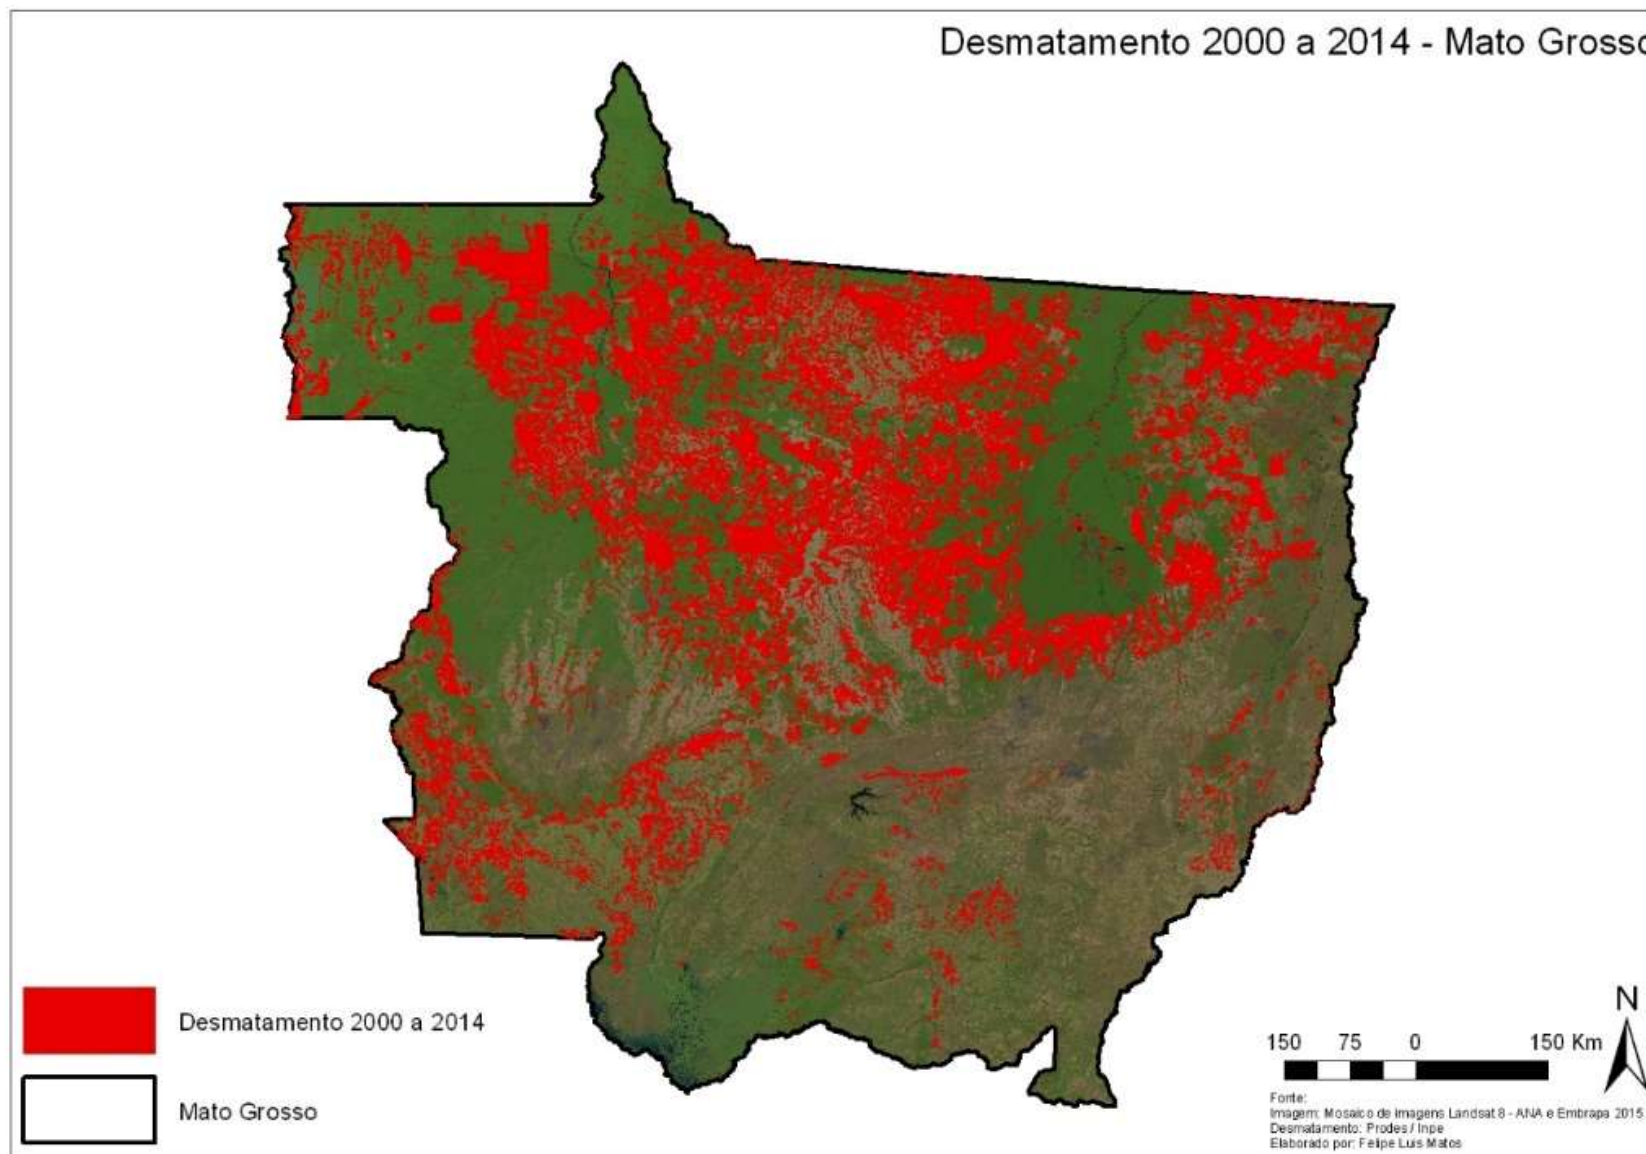 Desmatamento 2000 a 2014 - Mato Grosso
Desmatamento 2000 a 2014
Mato Grosso
N
150 75 0 150 Km
Fonte:
Imagem: Mosaico de imagens Landsat 8 - ANA e Embrapa 2015
Desmatamento: Prodes / Inpe
Elaborado por: Felipe Luis Matos